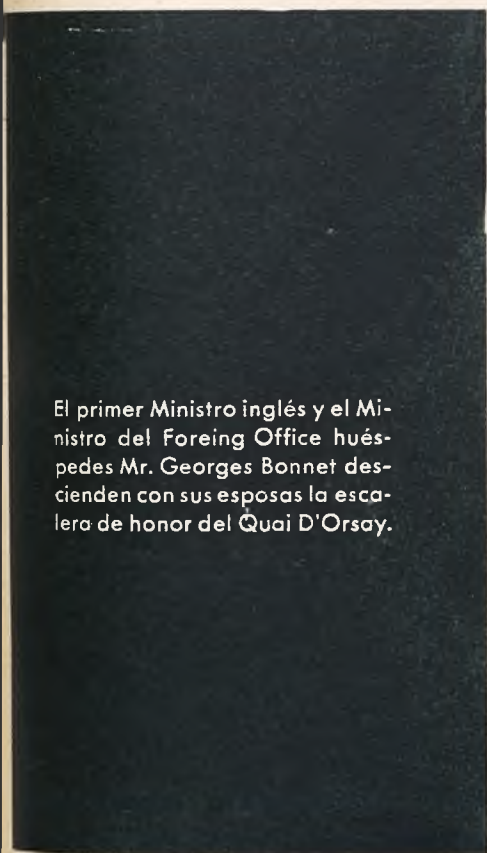 El primer Ministro inglés y el Mi-
nistro del Foreing Office hués-
pedes Mr. Georges Bonnet des-
cienden con sus esposas la esca-
lera de honor del Quai D'Orsay.